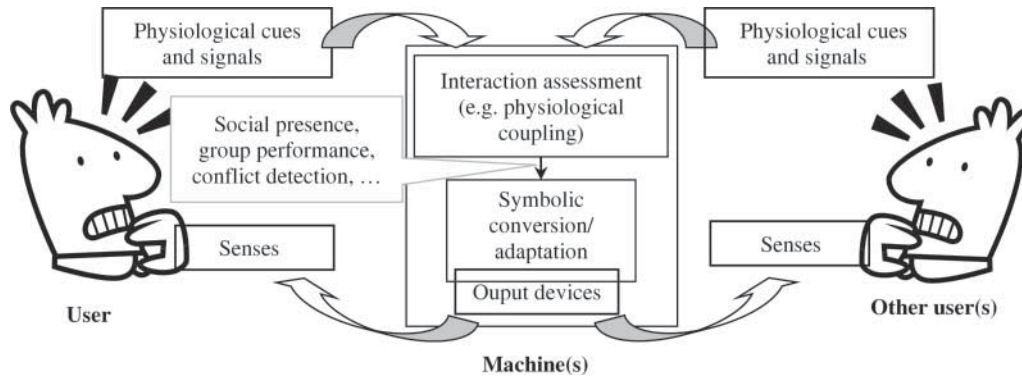 Physiological cues
and signals
Physiological cues
and signals
Interaction assessment
(e.g. physiological
coupling)
Social presence,
group performance,
conflict detection, …
Symbolic
conversion/
adaptation
Senses
Senses
Ouput devices
User
Other user(s)
Machine(s)